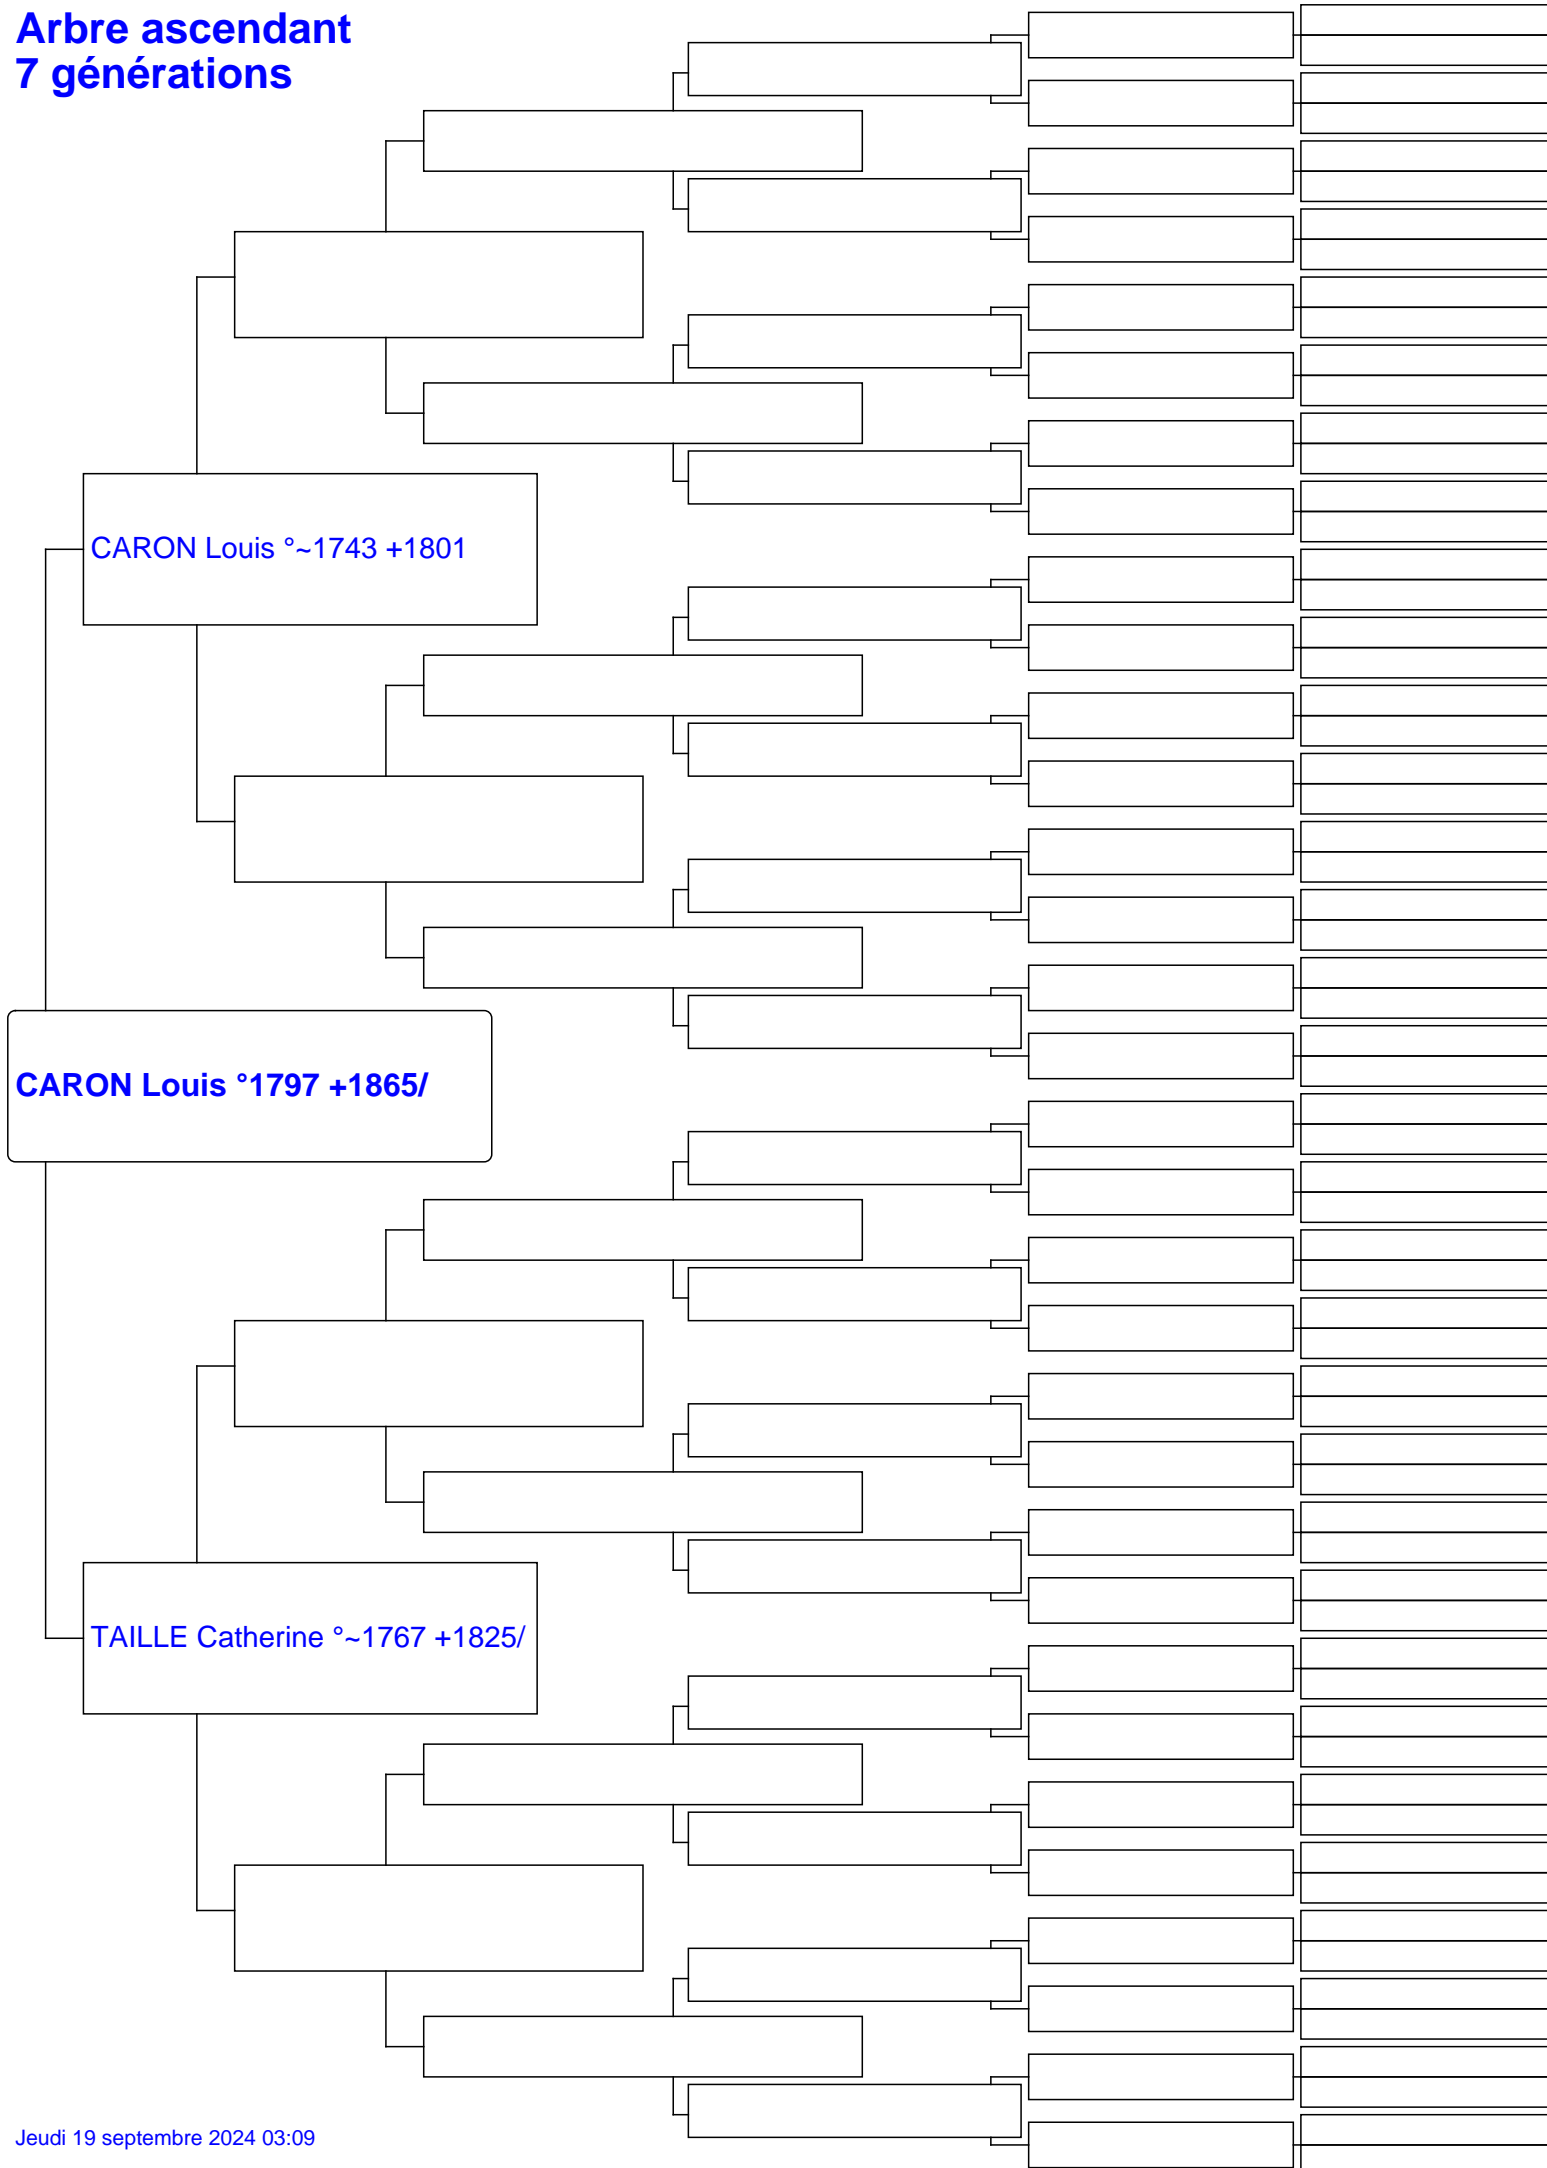 Arbre ascendant
7 générations
CARON Louis °~1743 +1801
CARON Louis °1797 +1865/
TAILLE Catherine °~1767 +1825/
Jeudi 19 septembre 2024 03:09